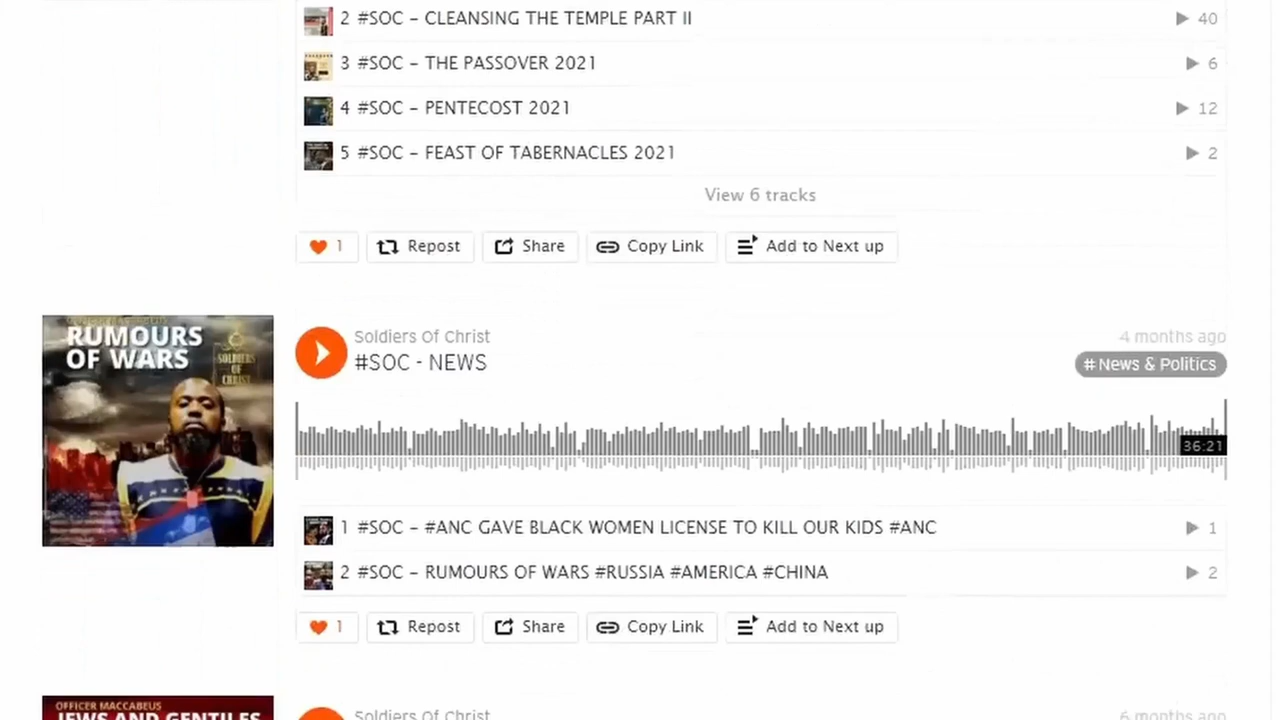 2 #SOC – CLEANSING THE TEMPLE PART II 40
3 #SOC – THE PASSOVER 2021 6
4 #SOC – PENTECOST 2021 12
5 #SOC – FEAST OF TABERNACLES 2021 2
View 6 tracks
1 Repost Share Copy Link Add to Next up
RUMOURS
OF WARS
SOLDIERS
OF
CHRIST
Soldiers Of Christ 4 months ago
#SOC - NEWS # News & Politics
36:21
1 #SOC – #ANC GAVE BLACK WOMEN LICENSE TO KILL OUR KIDS #ANC 1
2 #SOC – RUMOURS OF WARS #RUSSIA #AMERICA #CHINA 2
1 Repost Share Copy Link Add to Next up
OFFICER MACCABEUS
JEWS AND GENTILES
Soldiers Of Christ 6 months ago